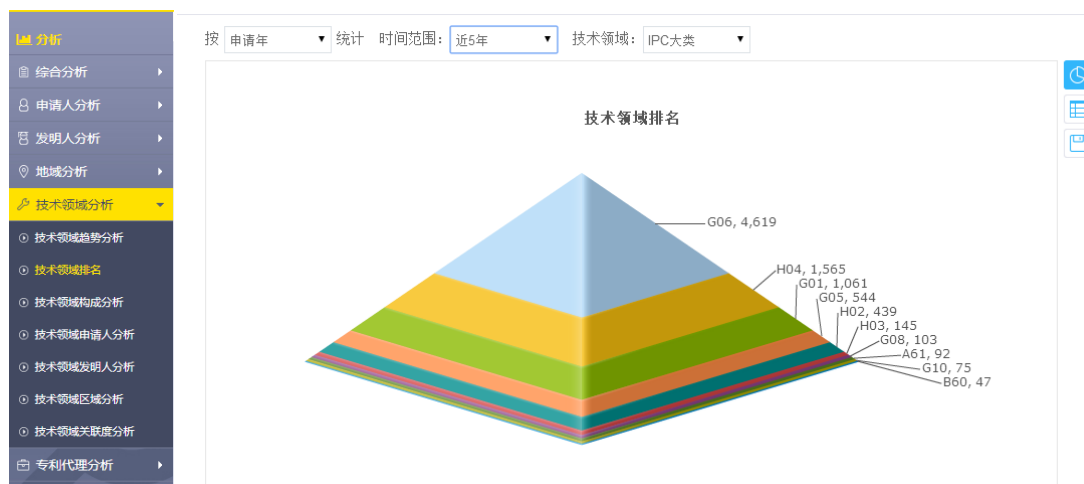 分析
综合分析
申请人分析
发明人分析
地域分析
技术领域分析
技术领域趋势分析
技术领域排名
技术领域构成分析
技术领域申请人分析
技术领域发明人分析
技术领域区域分析
技术领域关联度分析
专利代理分析
按 申请年 统计 时间范围： 近5年 技术领域： IPC大类
技术领域排名
G06, 4,619
H04, 1,565
G01, 1,061
G05, 544
H02, 439
H03, 145
G08, 103
A61, 92
G10, 75
B60, 47